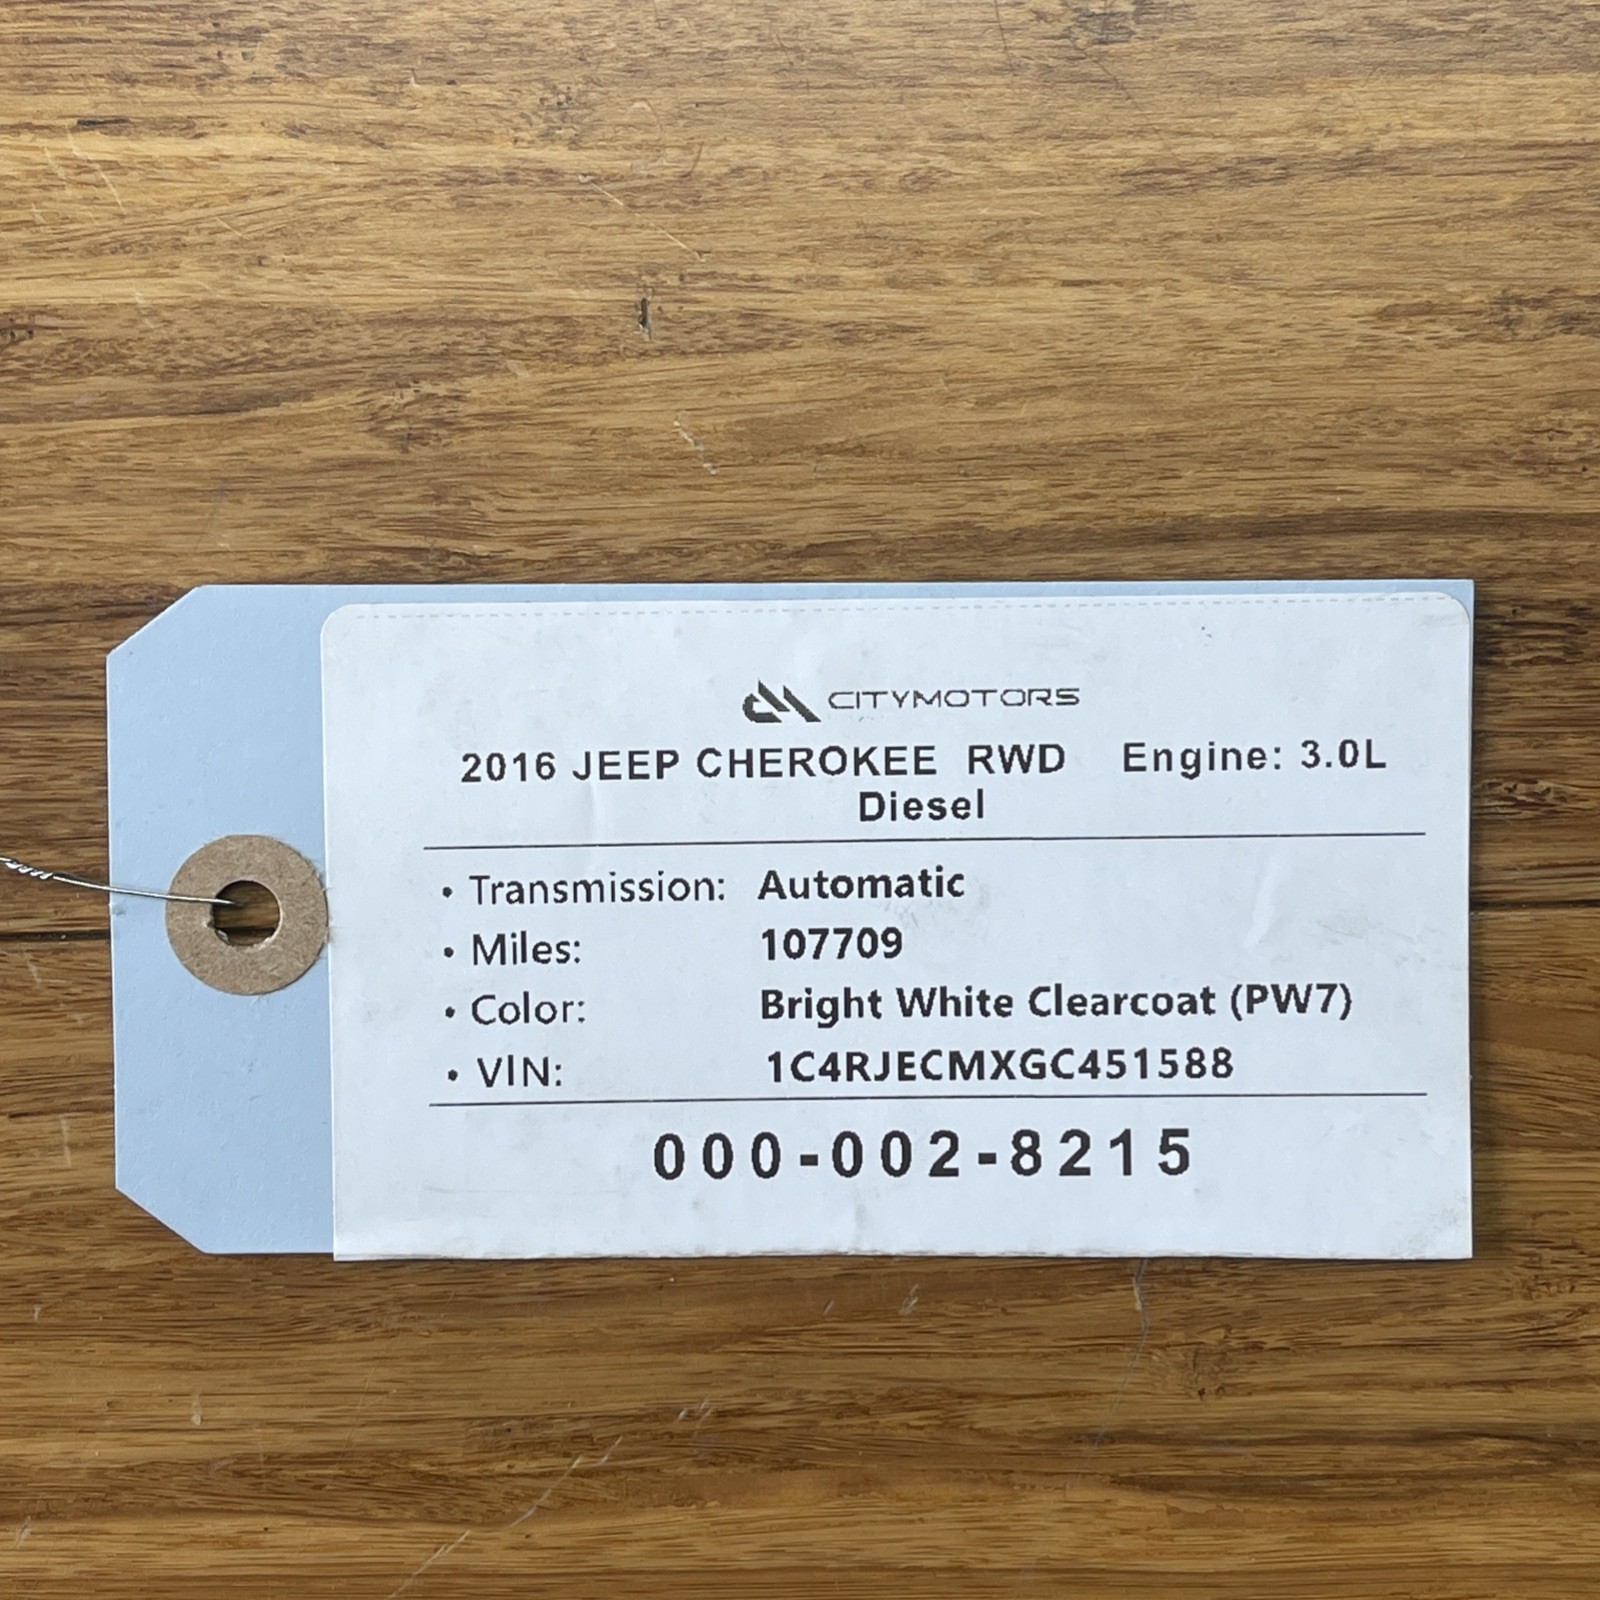 CITYMOTORS
2016 JEEP CHEROKEE RWD Engine: 3.0L
Diesel
• Transmission: Automatic
• Miles: 107709
• Color: Bright White Clearcoat (PW7)
• VIN: 1C4RJECMXGC451588
000-002-8215